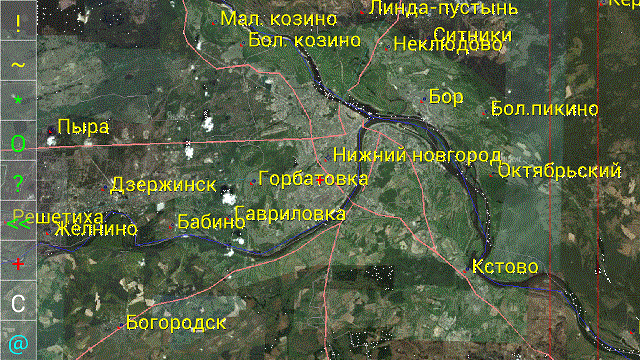 Линда-пустынь
Мал. козино
Ситники
Бол. козино
Неклюдово
Бор
Бол.пикино
Пыра
Нижний новгород
Октябрьский
Горбатовка
Дзержинск
Гавриловка
Решетиха
Бабино
Желнино
Кстово
Богородск
!
~
*
O
?
<<
+
C
@